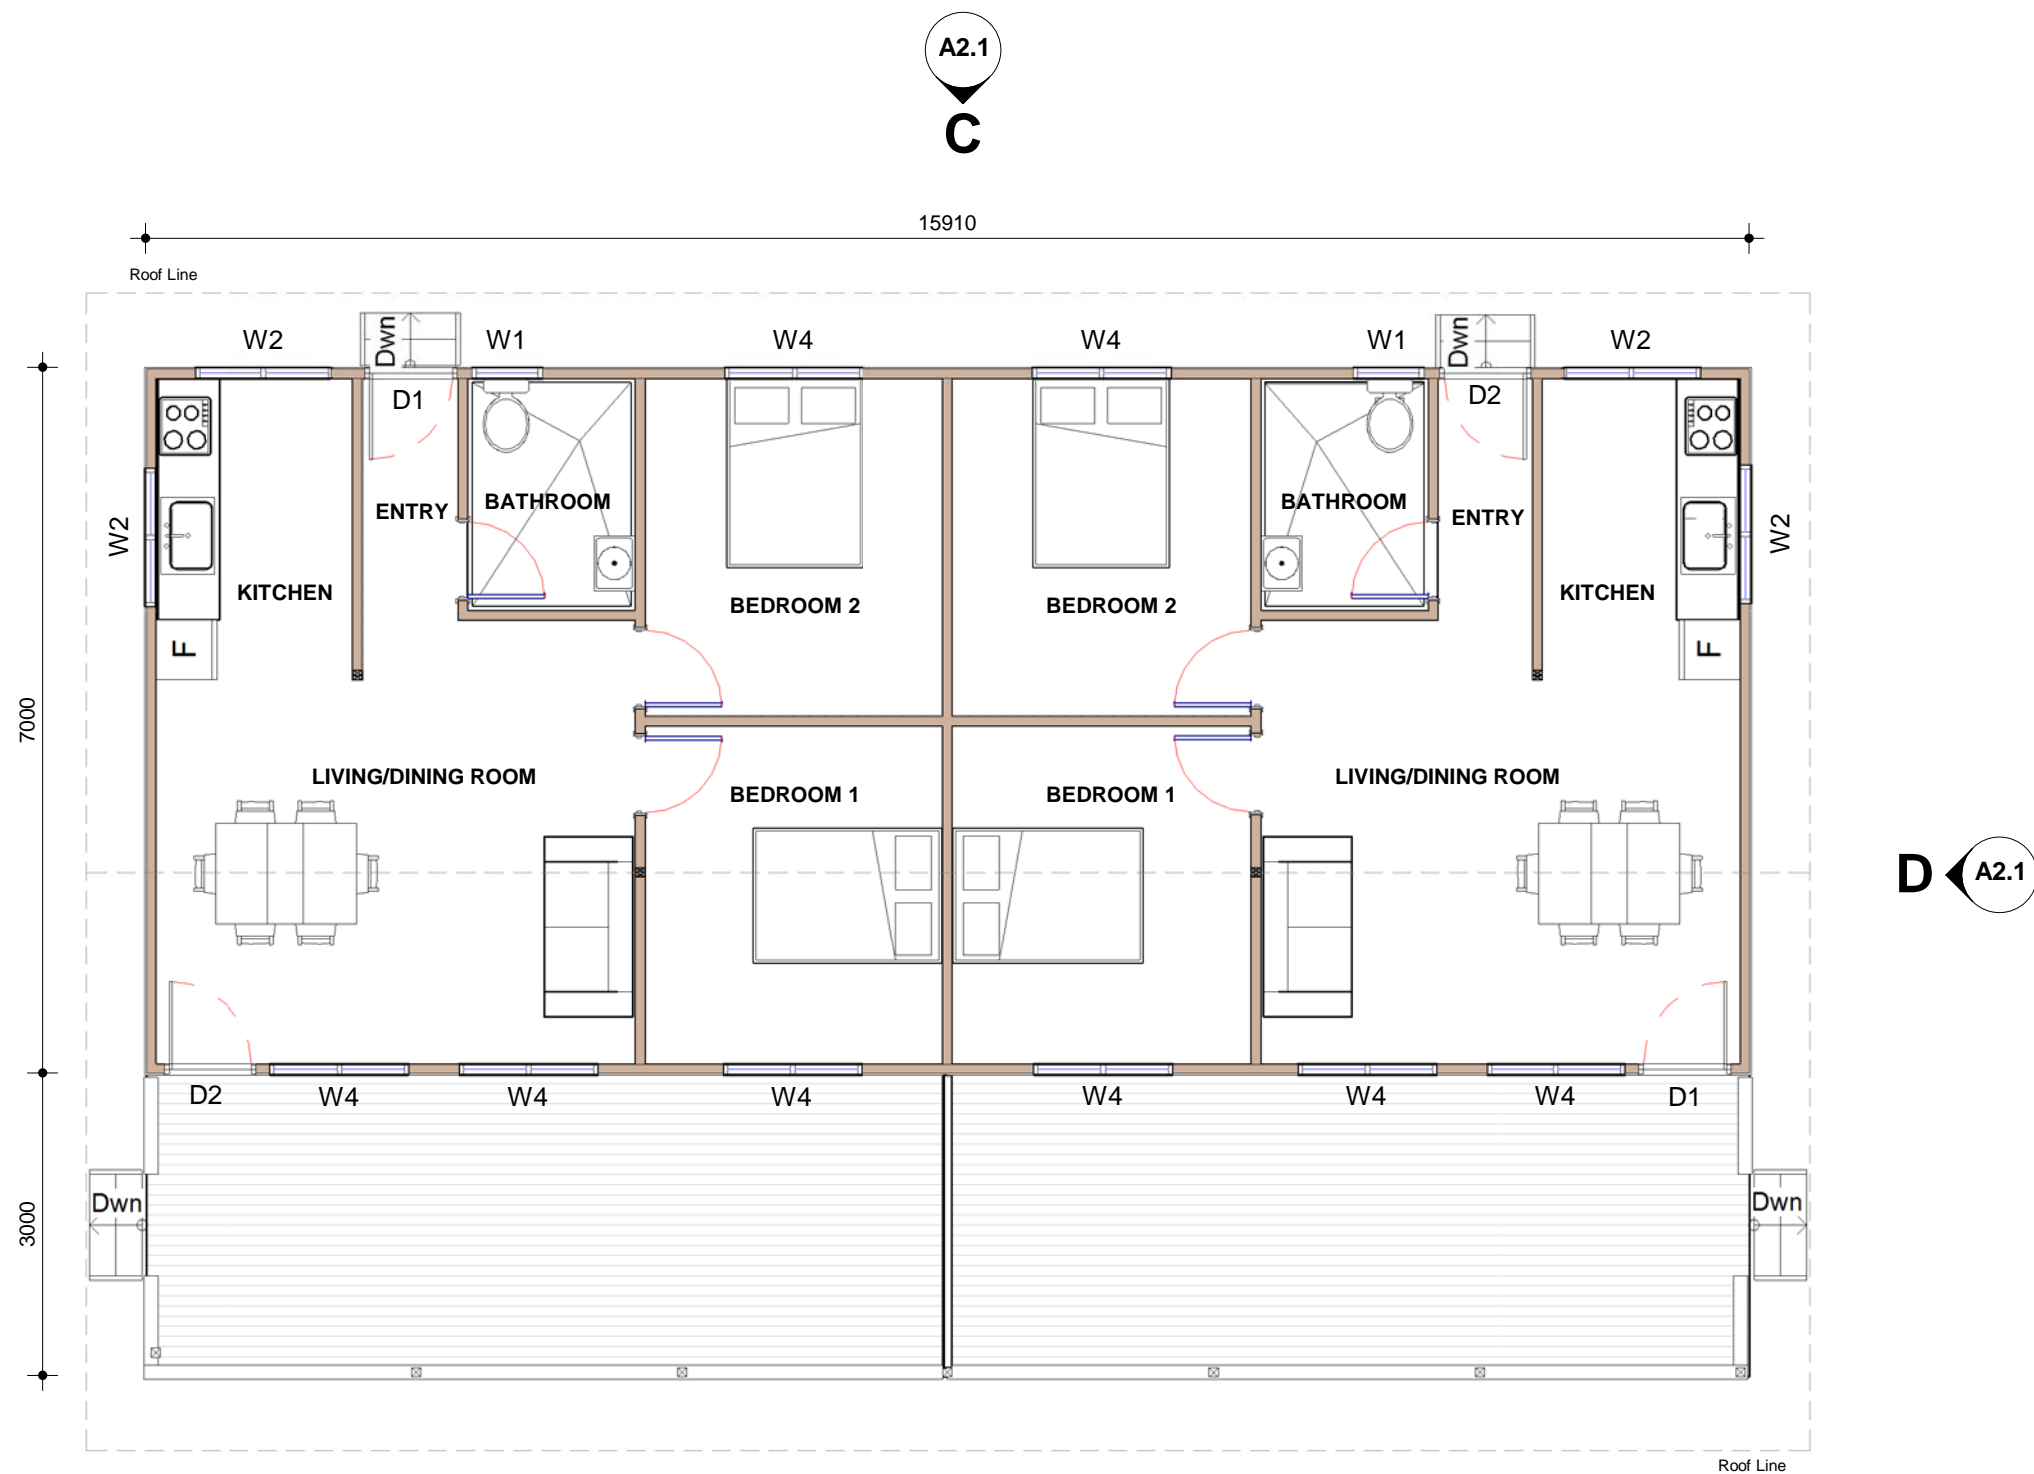 A2.1
C
15910
Roof Line
W2
Dwn
W1
W4
W4
W1
Dwn
W2
D1
D2
ENTRY
BATHROOM
BATHROOM
ENTRY
W2
W2
KITCHEN
BEDROOM 2
BEDROOM 2
KITCHEN
F
F
7000
LIVING/DINING ROOM
BEDROOM 1
BEDROOM 1
LIVING/DINING ROOM
D
A2.1
D2
W4
W4
W4
W4
W4
W4
D1
Dwn
Dwn
3000
Roof Line